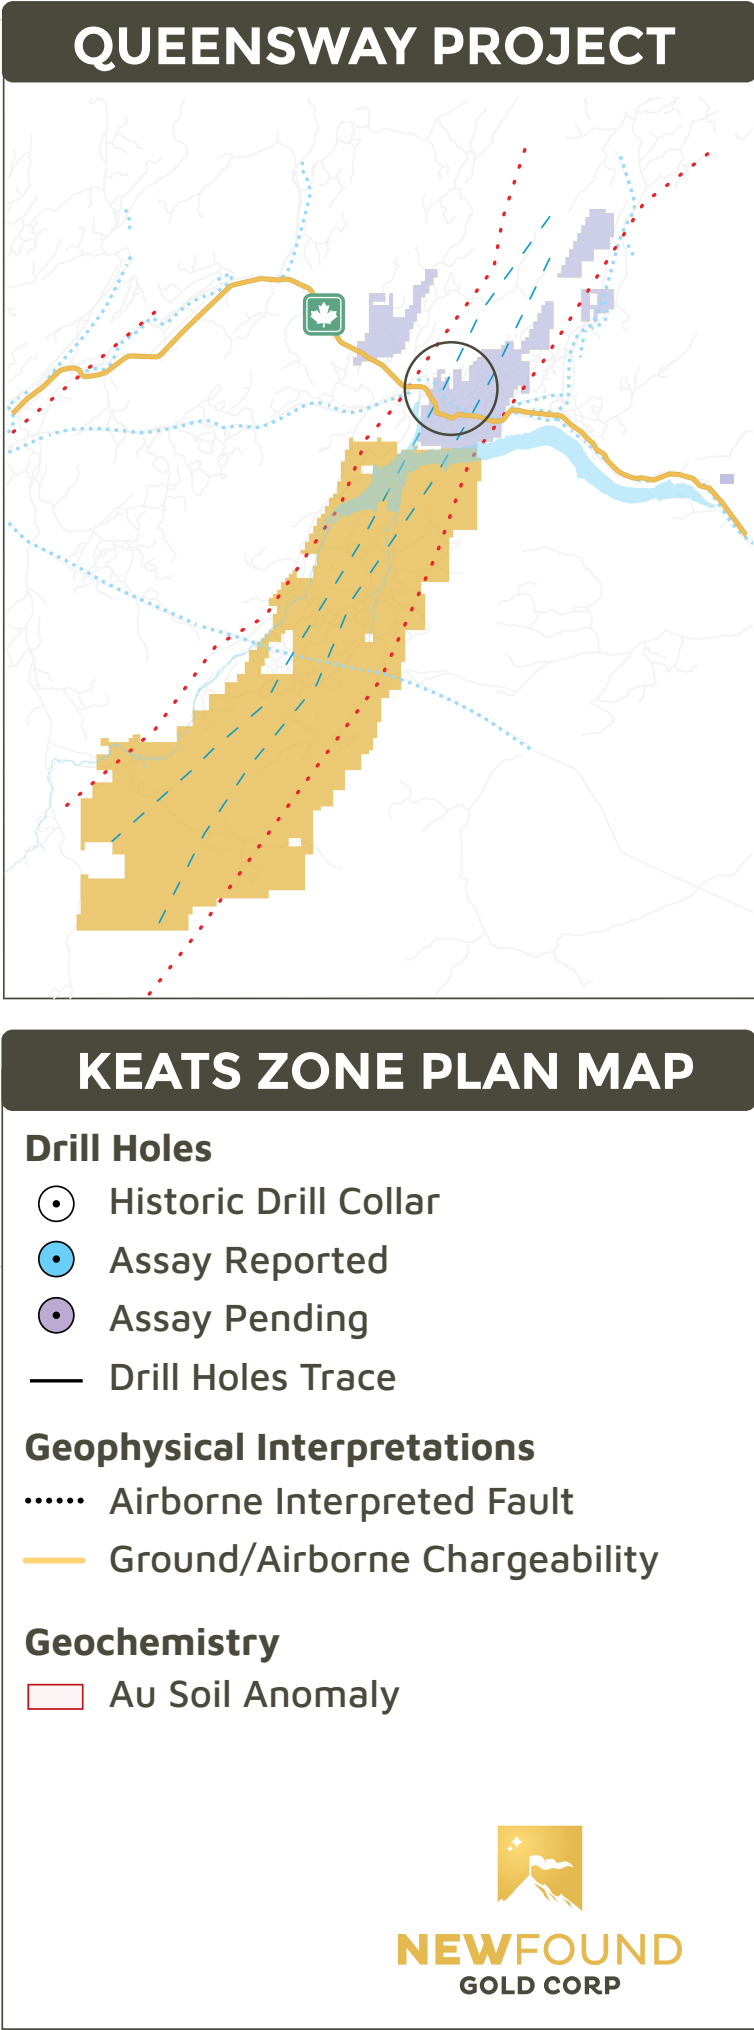 QUEENSWAY PROJECT
KEATS ZONE PLAN MAP
Drill Holes
Historic Drill Collar
Assay Reported
Assay Pending
Drill Holes Trace
Geophysical Interpretations
Airborne Interpreted Fault
Ground/Airborne Chargeability
Geochemistry
Au Soil Anomaly
NEWFOUND
GOLD CORP